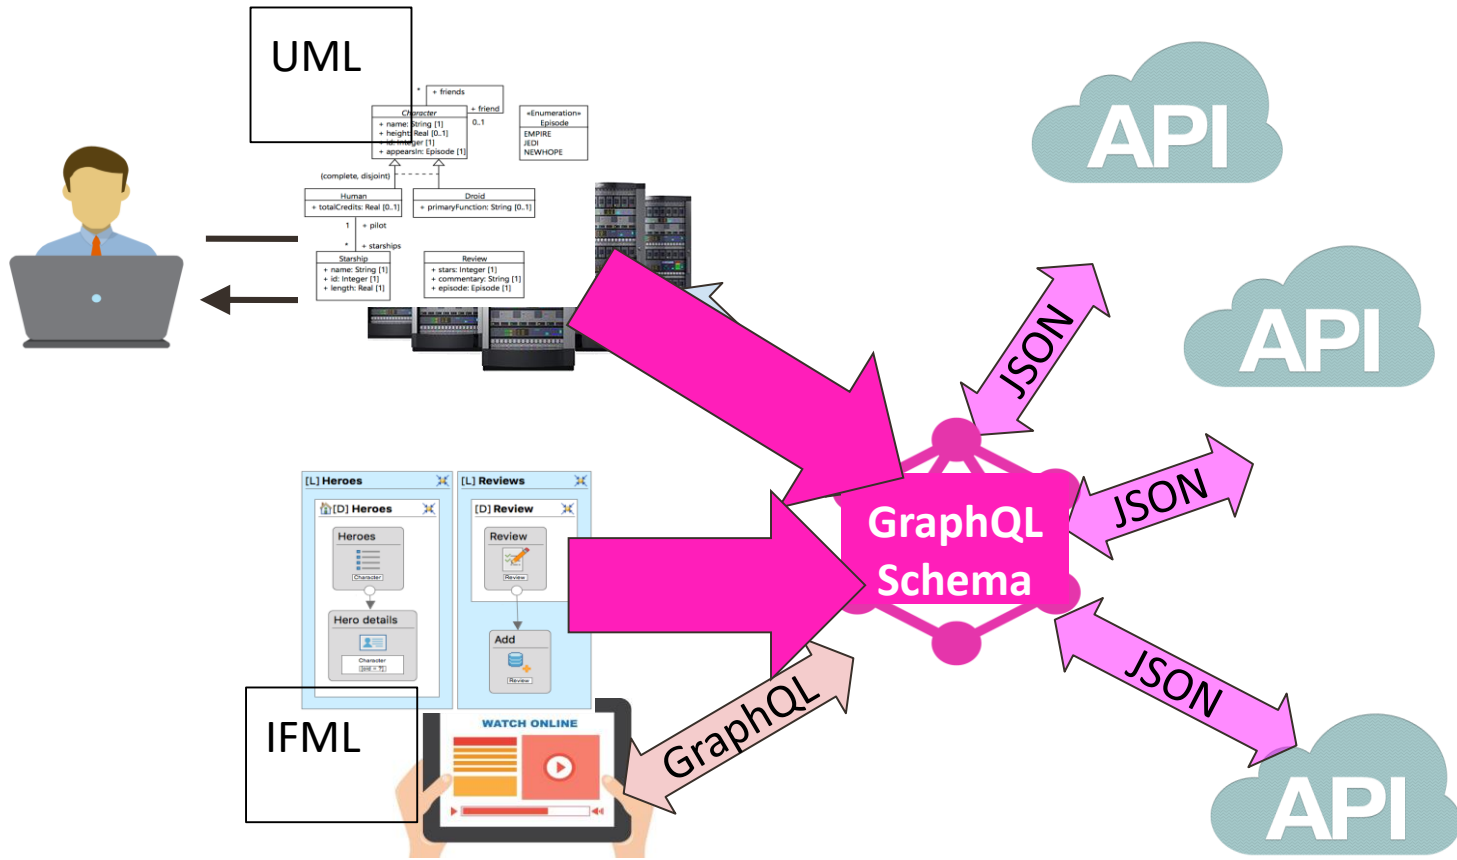 UML
* + friends
Character
+ friend
0..1
+ name: String [1]
+ height: Real [0..1]
+ id: Integer [1]
+ appearsIn: Episode [1]
«Enumeration»
Episode
EMPIRE
JEDI
NEWHOPE
{complete, disjoint}
Human
+ totalCredits: Real [0..1]
Droid
+ primaryFunction: String [0..1]
1 + pilot
* + starships
Starship
+ name: String [1]
+ id: Integer [1]
+ length: Real [1]
Review
+ stars: Integer [1]
+ commentary: String [1]
+ episode: Episode [1]
API
API
JSON
JSON
JSON
API
GraphQL
Schema
GraphQL
[L] Heroes
[D] Heroes
Heroes
Character
Hero details
Character
[L] Reviews
[D] Review
Review
Review
Add
Review
IFML
WATCH ONLINE